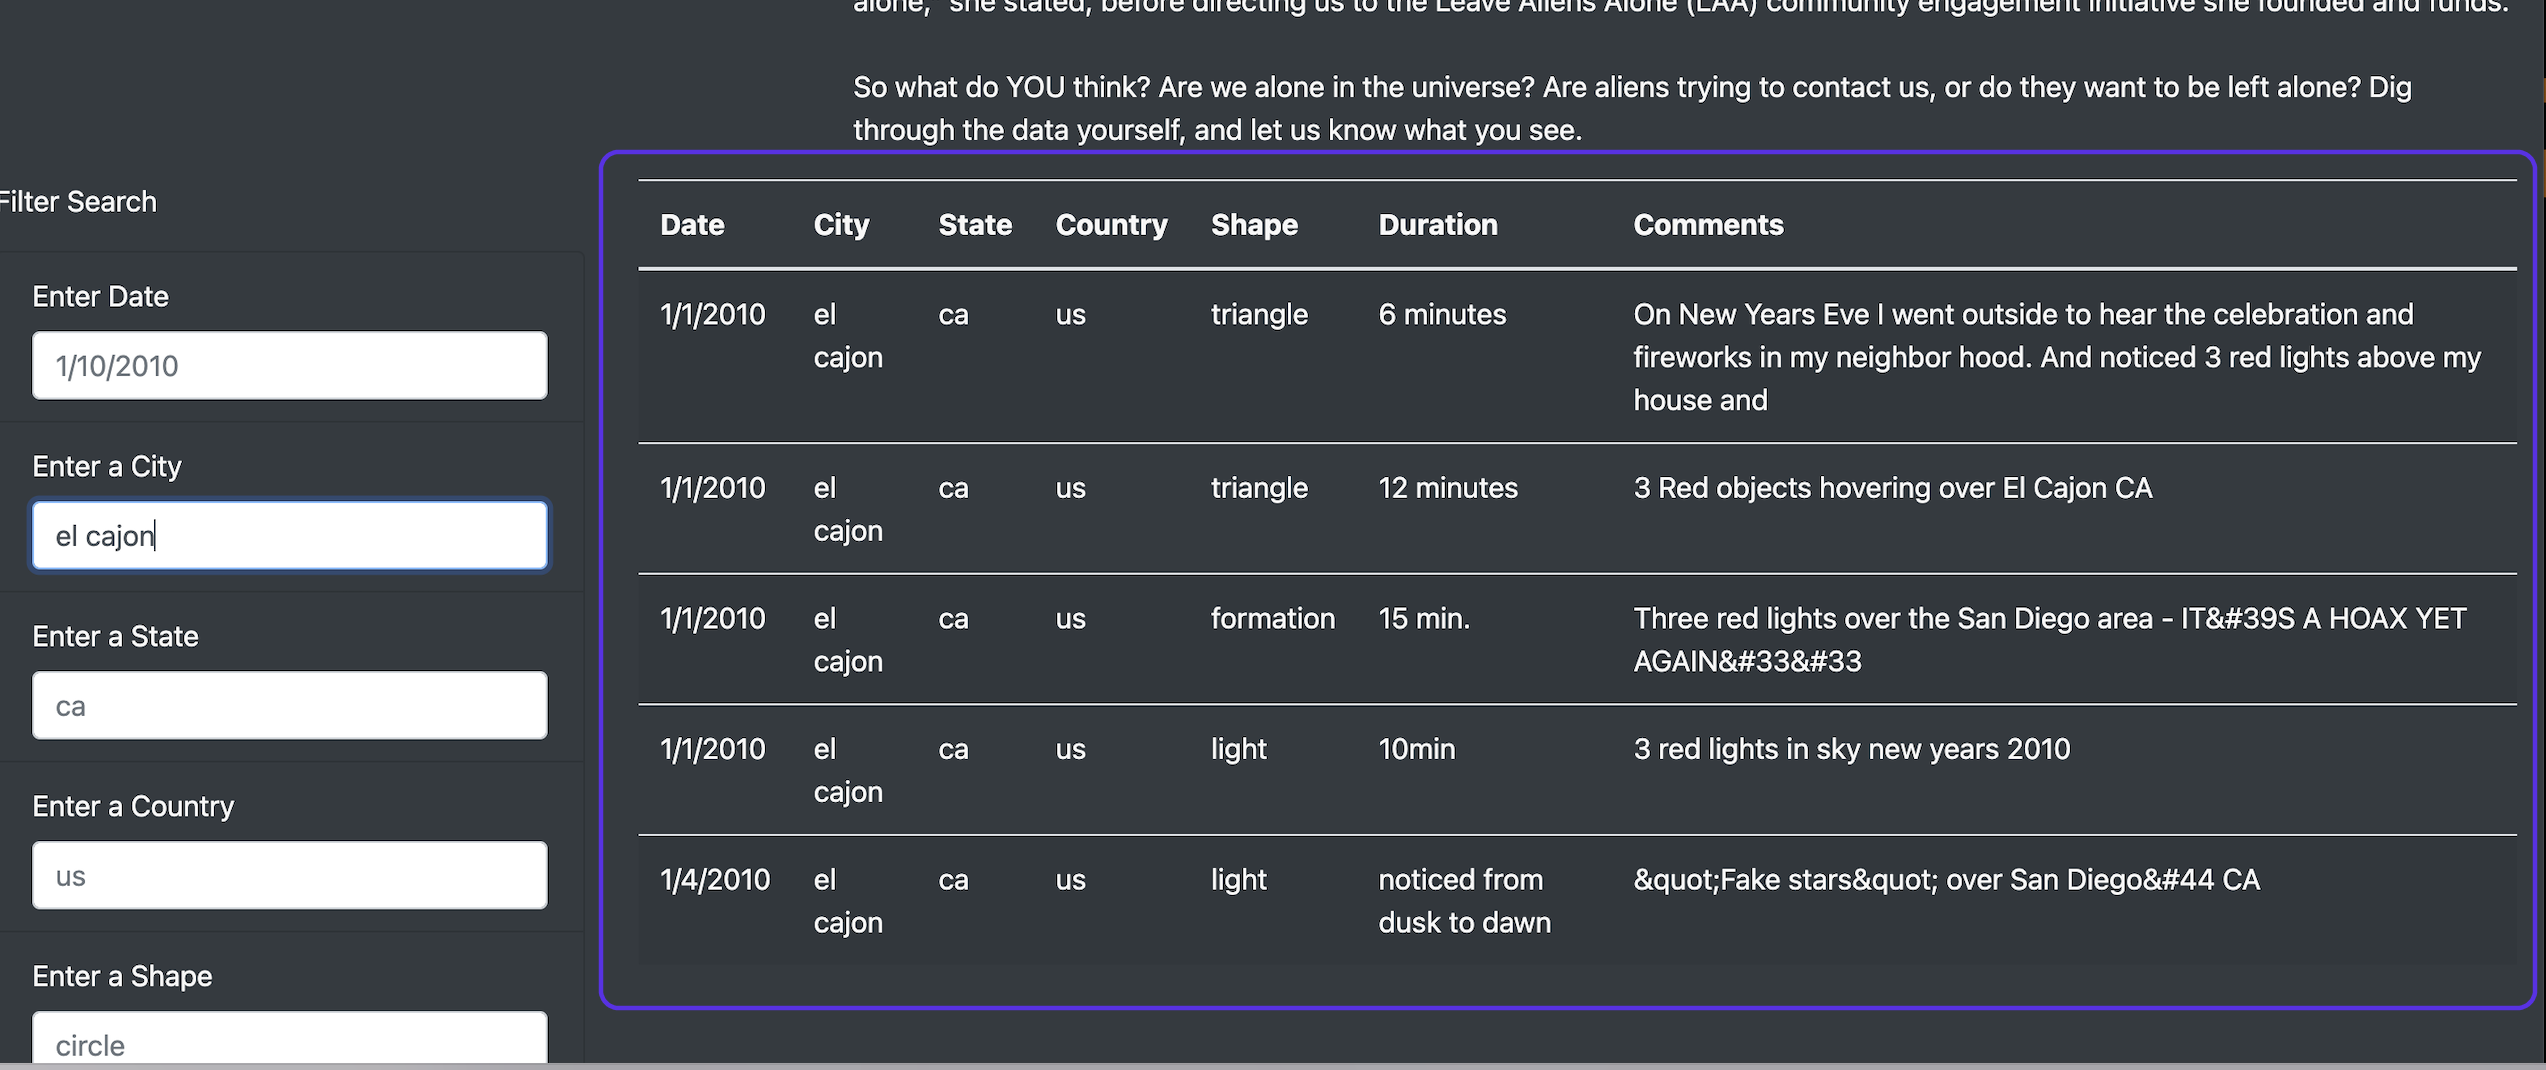 alone," she stated, before directing us to the Leave Aliens Alone (LAA) community engagement initiative she founded and funds.
So what do YOU think? Are we alone in the universe? Are aliens trying to contact us, or do they want to be left alone? Dig
through the data yourself, and let us know what you see.
Filter Search
Enter Date
1/10/2010
Enter a City
el cajon
Enter a State
ca
Enter a Country
us
Enter a Shape
circle
Date City State Country Shape Duration Comments
1/1/2010 el ca us triangle 6 minutes On New Years Eve I went outside to hear the celebration and
cajon fireworks in my neighbor hood. And noticed 3 red lights above my
house and
1/1/2010 el ca us triangle 12 minutes 3 Red objects hovering over El Cajon CA
cajon
1/1/2010 el ca us formation 15 min. Three red lights over the San Diego area - IT&#39S A HOAX YET
cajon AGAIN&#33&#33
1/1/2010 el ca us light 10min 3 red lights in sky new years 2010
cajon
1/4/2010 el ca us light noticed from &quot;Fake stars&quot; over San Diego&#44 CA
cajon dusk to dawn